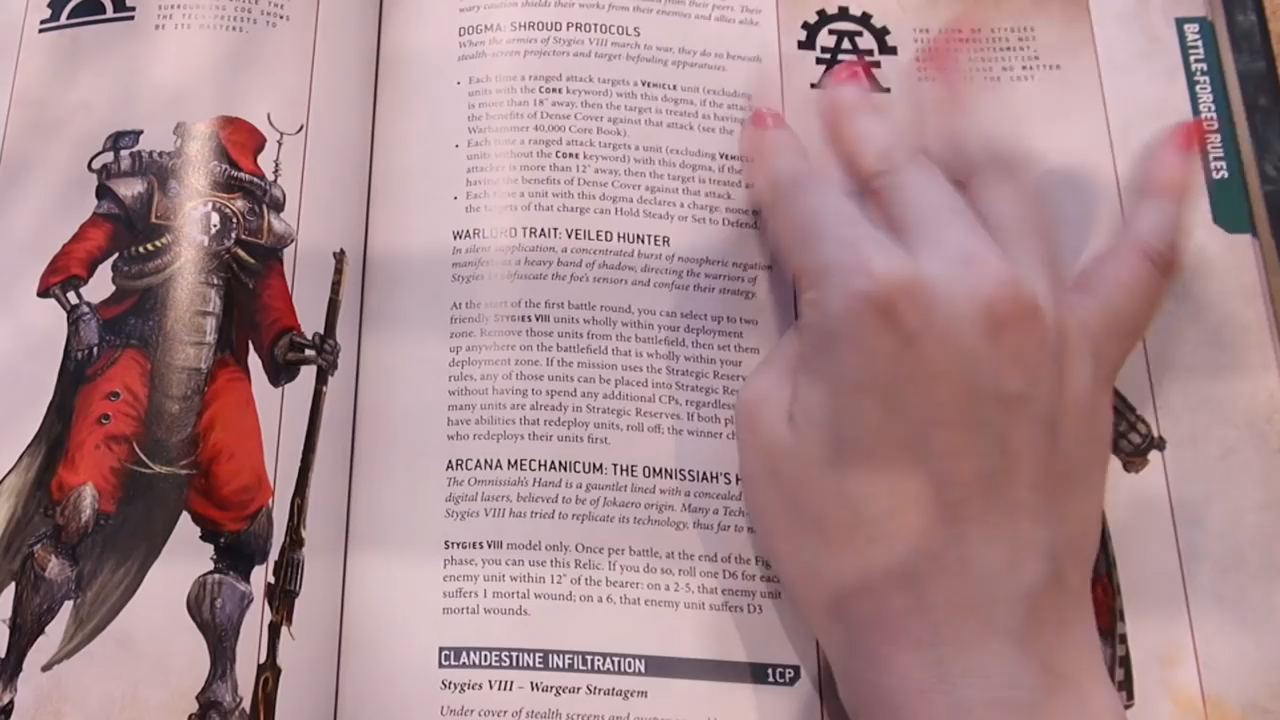 WHILE THE
SURROUNDING COG SHOWS
THE TECH-PRIESTS TO
BE ITS MASTERS.
from their peers. Their
wary caution shields their works from their enemies and allies alike.
DOGMA: SHROUD PROTOCOLS
When the armies of Stygies VIII march to war, they do so beneath
stealth-screen projectors and target-befouling apparatuses.
• Each time a ranged attack targets a VEHICLE unit (excluding
units with the CORE keyword) with this dogma, if the
is more than 18" away, then the target is treated as having
the benefits of Dense Cover against that attack (see the
Warhammer 40,000 Core Book).
• Each time a ranged attack targets a unit (excluding
units without the CORE keyword) with this dogma, if the
attacker is more than 12" away, then the target is treated as
having the benefits of Dense Cover against that attack.
• Each time a unit with this dogma declares a charge, none
the targets of that charge can Hold Steady or Set to Defend.
WARLORD TRAIT: VEILED HUNTER
In silent application, a concentrated burst of noospheric negation
manifests as a heavy band of shadow, directing the warriors of
Stygies to obfuscate the foe's sensors and confuse their strategy.
At the start of the first battle round, you can select up to two
friendly STYGIES VIII units wholly within your deployment
zone. Remove those units from the battlefield, then set them
up anywhere on the battlefield that is wholly within your
deployment zone. If the mission uses the Strategic
rules, any of those units can be placed into Strategic
without having to spend any additional CPs, regardless
many units are already in Strategic Reserves. If both
have abilities that redeploy units, roll off; the winner
who redeploys their units first.
ARCANA MECHANICUM: THE OMNISSIAH'S
The Omnissiah's Hand is a gauntlet lined with a concealed
digital lasers, believed to be of Jokaero origin. Many a Tech-
Stygies VIII has tried to replicate its technology, thus far to
STYGIES VIII model only. Once per battle, at the end of the
phase, you can use this Relic. If you do so, roll one D6 for each
enemy unit within 12" of the bearer: on a 2-5, that enemy unit
suffers 1 mortal wound; on a 6, that enemy unit suffers D3
mortal wounds.
CLANDESTINE INFILTRATION 1CP
Stygies VIII – Wargear Stratagem
Under cover of stealth screens and
THE ICON OF STYGIES
NOT
ENLIGHTENMENT,
ACQUISITION
NO MATTER
THE COST.
BATTLE-FORGED RULES